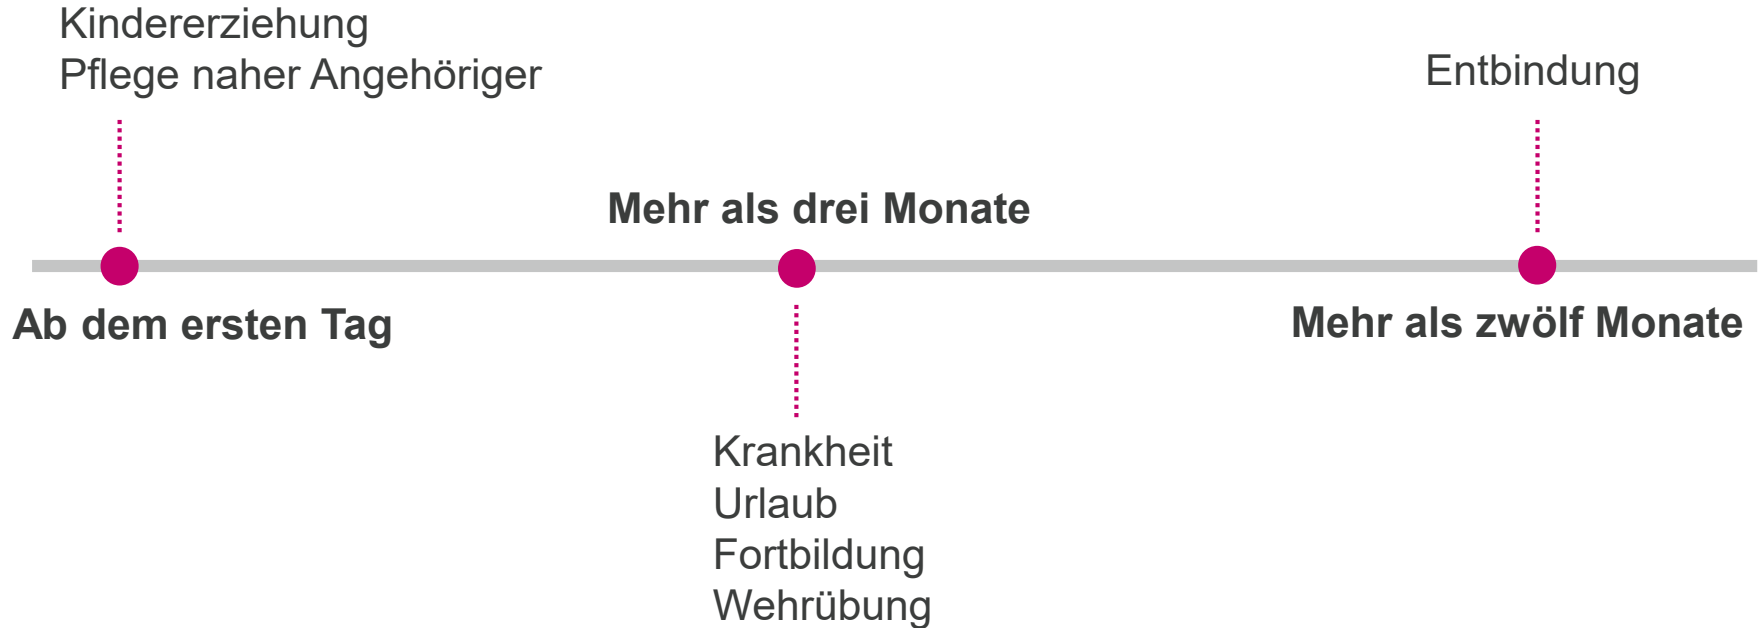 Kindererziehung
Pflege naher Angehöriger
Ab dem ersten Tag
Mehr als drei Monate
Krankheit
Urlaub
Fortbildung
Wehrübung
Entbindung
Mehr als zwölf Monate